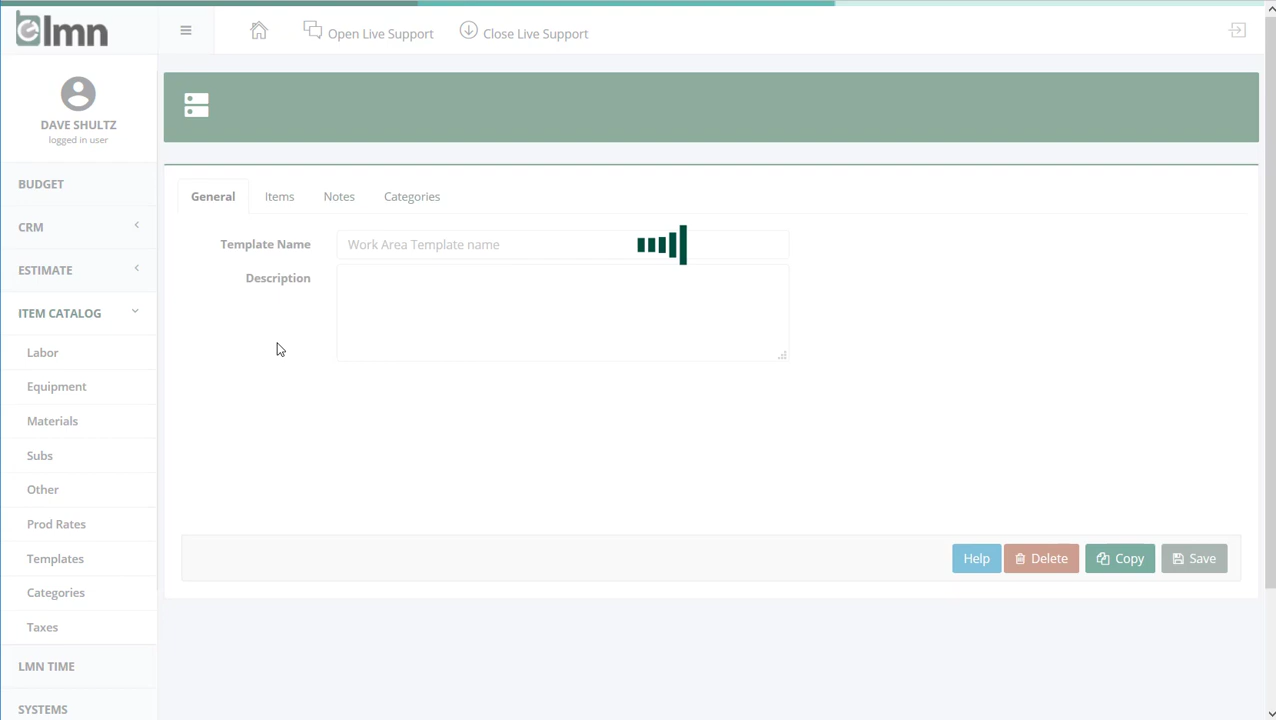 lmn
Open Live Support
Close Live Support
DAVE SHULTZ
logged in user
BUDGET
CRM
ESTIMATE
ITEM CATALOG
Labor
Equipment
Materials
Subs
Other
Prod Rates
Templates
Categories
Taxes
LMN TIME
SYSTEMS
General Items Notes Categories
Template Name Work Area Template name
Description
Help Delete Copy Save